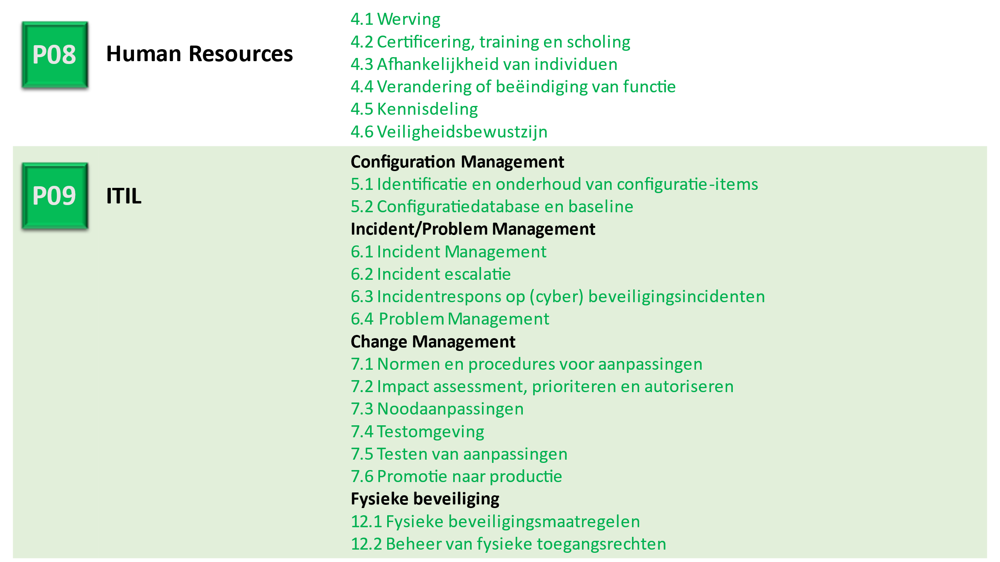 P08
Human Resources
4.1 Werving
4.2 Certificering, training en scholing
4.3 Afhankelijkheid van individuen
4.4 Verandering of beëindiging van functie
4.5 Kennisdeling
4.6 Veiligheidsbewustzijn
P09
ITIL
Configuration Management
5.1 Identificatie en onderhoud van configuratie-items
5.2 Configuratiedatabase en baseline
Incident/Problem Management
6.1 Incident Management
6.2 Incident escalatie
6.3 Incidentrespons op (cyber) beveiligingsincidenten
6.4 Problem Management
Change Management
7.1 Normen en procedures voor aanpassingen
7.2 Impact assessment, prioriteren en autoriseren
7.3 Noodaanpassingen
7.4 Testomgeving
7.5 Testen van aanpassingen
7.6 Promotie naar productie
Fysieke beveiliging
12.1 Fysieke beveiligingsmaatregelen
12.2 Beheer van fysieke toegangsrechten